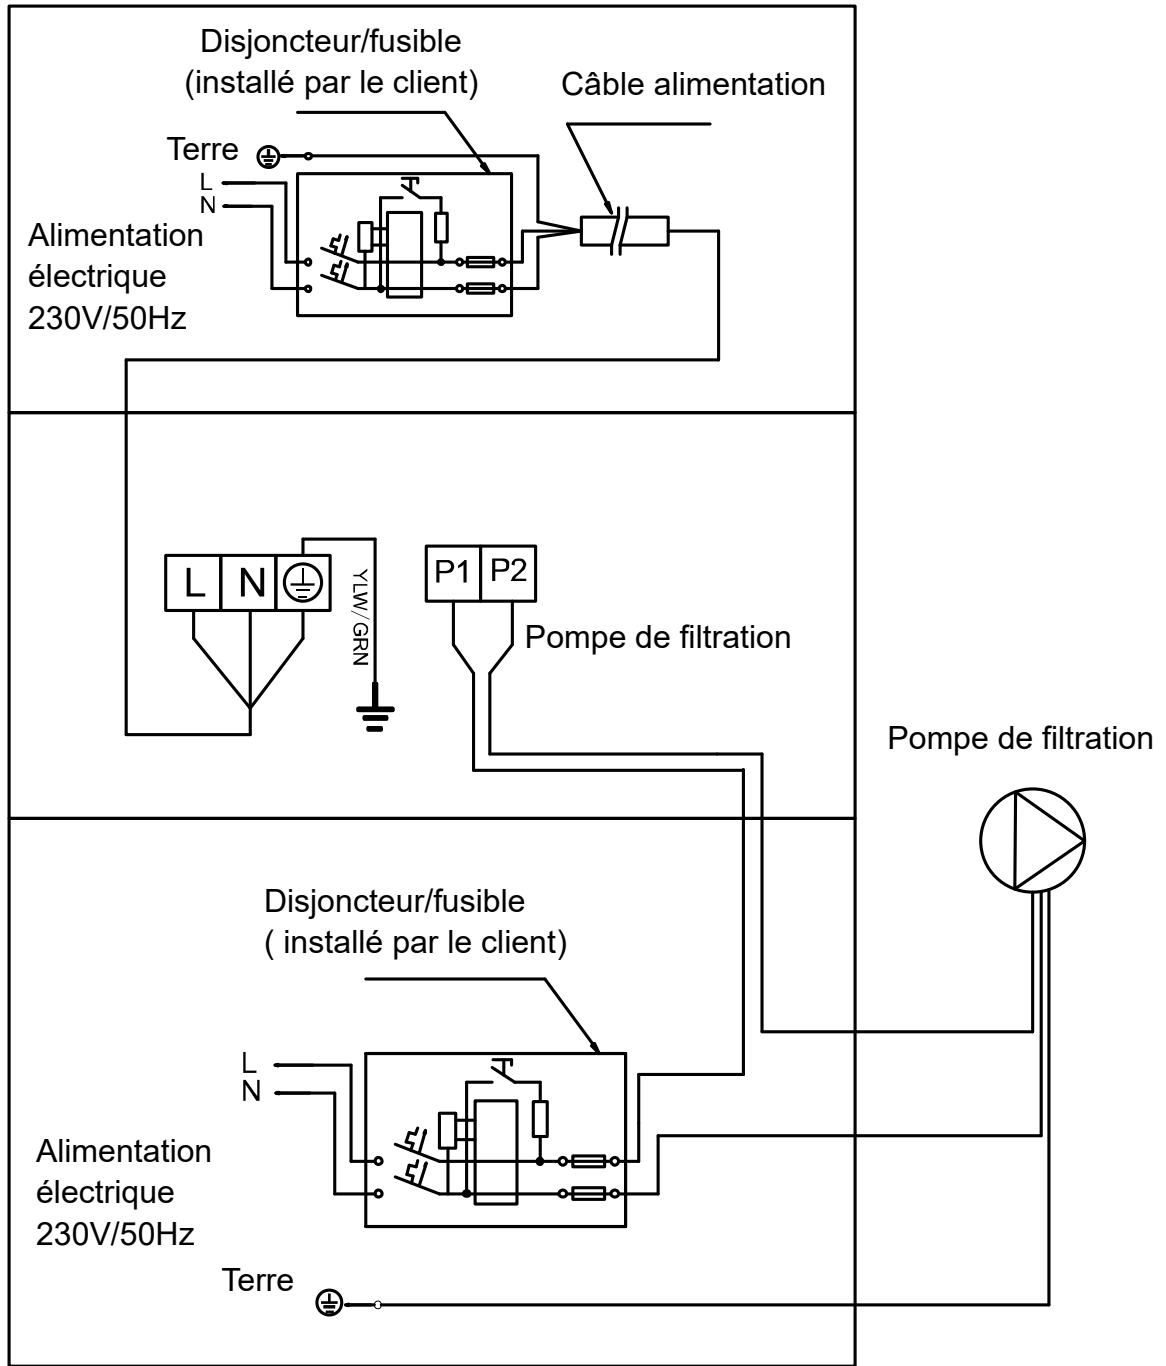 Disjoncteur/fusible
(installé par le client)
Câble alimentation
Terre
L
N
Alimentation
électrique
230V/50Hz
L N
YLW/GRN
P1 P2
Pompe de filtration
Pompe de filtration
Disjoncteur/fusible
( installé par le client)
L
N
Alimentation
électrique
230V/50Hz
Terre